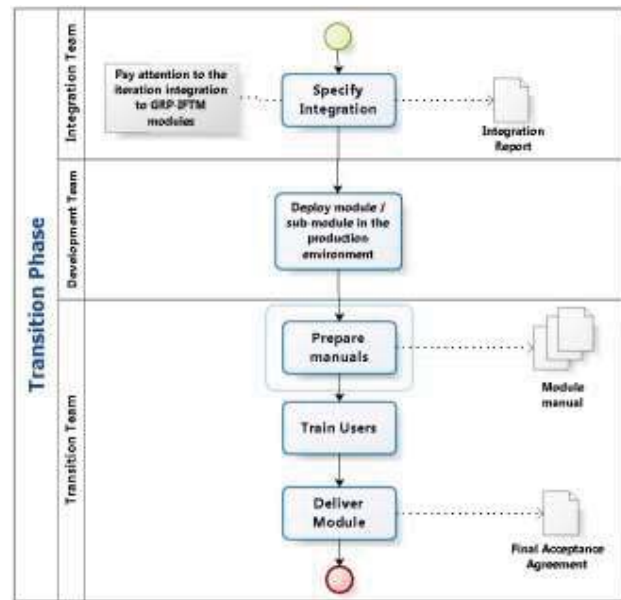 Transition Phase
Integration Team
Pay attention to the
iteration integration
to GRP-IFTM
modules
Specify
Integration
Integration
Report
Development Team
Deploy module /
sub-module in the
production
environment
Transition Team
Prepare
manuals
Module
manual
Train Users
Deliver
Module
Final Acceptance
Agreement